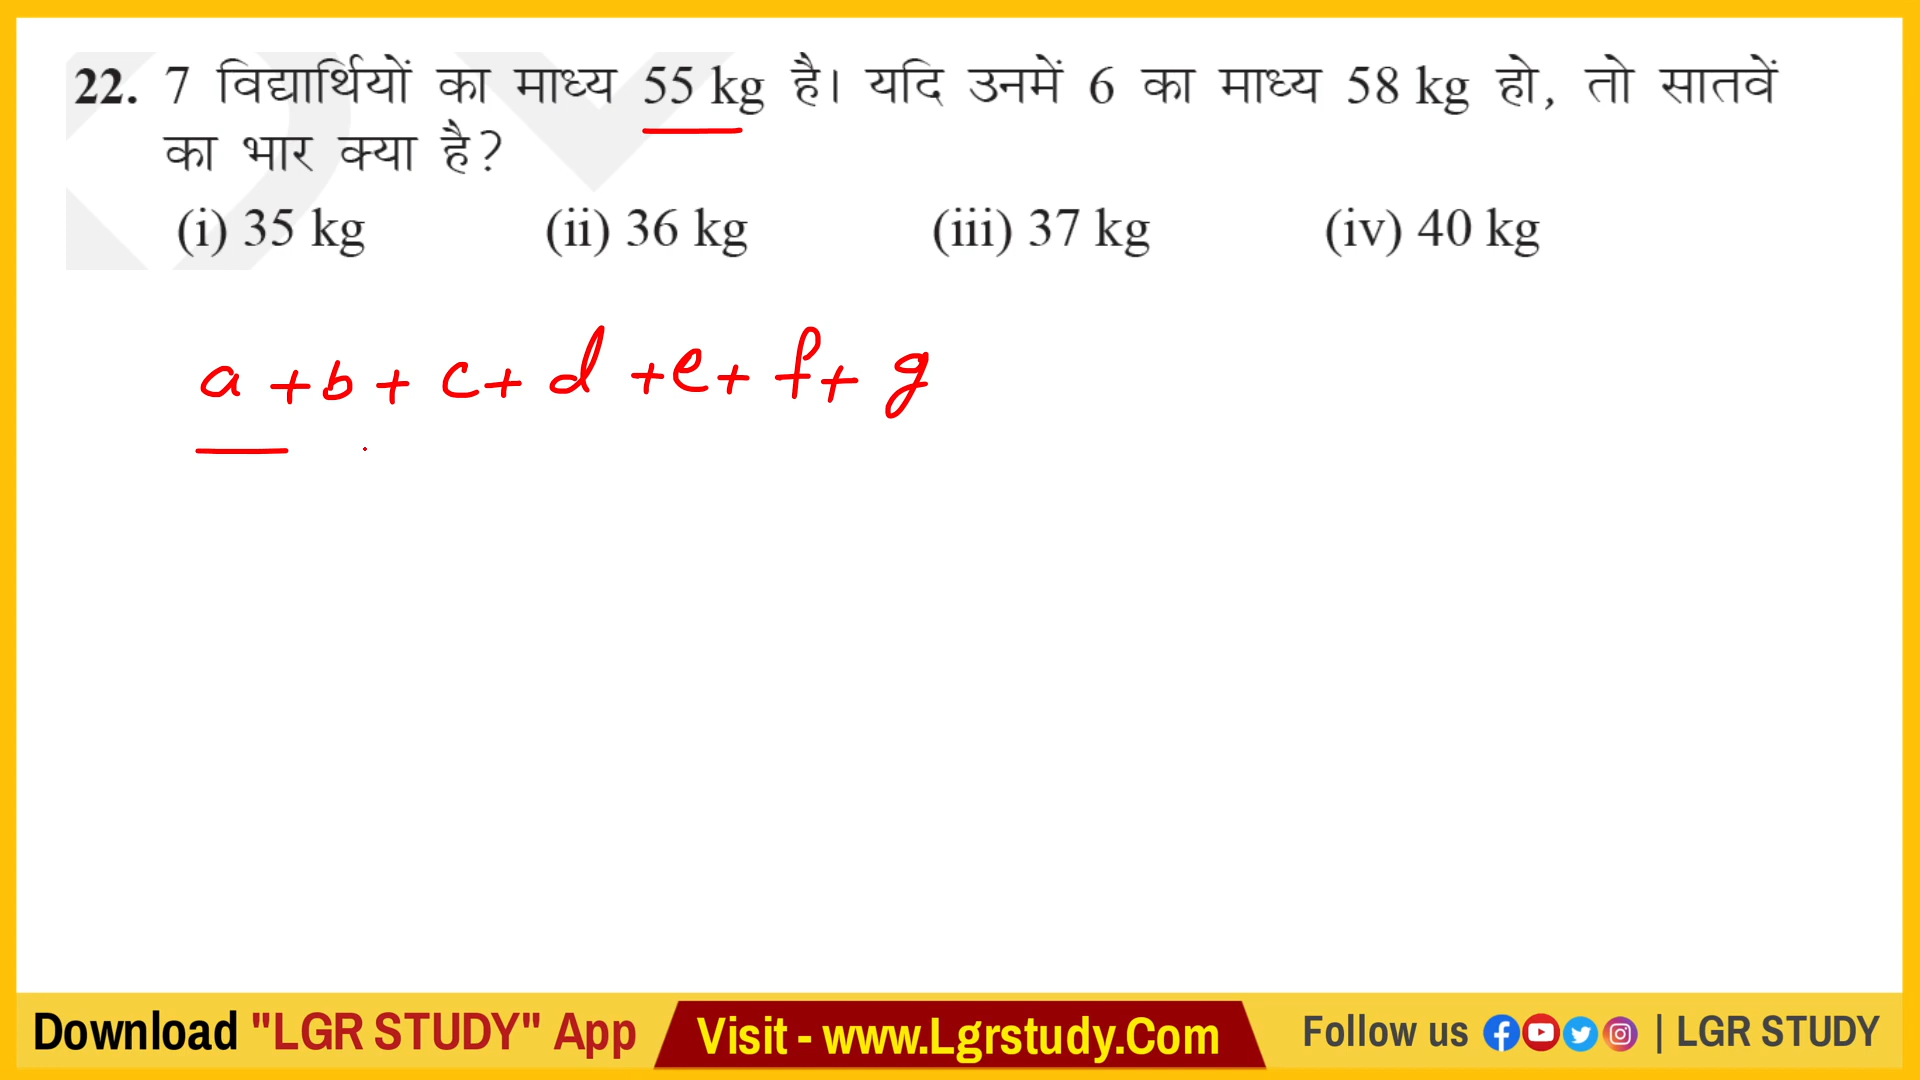 22. 7 विद्यार्थियों का माध्य 55 kg है। यदि उनमें 6 का माध्य 58 kg हो, तो सातवें
का भार क्या है?
(i) 35 kg (ii) 36 kg (iii) 37 kg (iv) 40 kg
a + b + c + d + e + f + g
Download "LGR STUDY" App Visit - www.Lgrstudy.Com Follow us | LGR STUDY